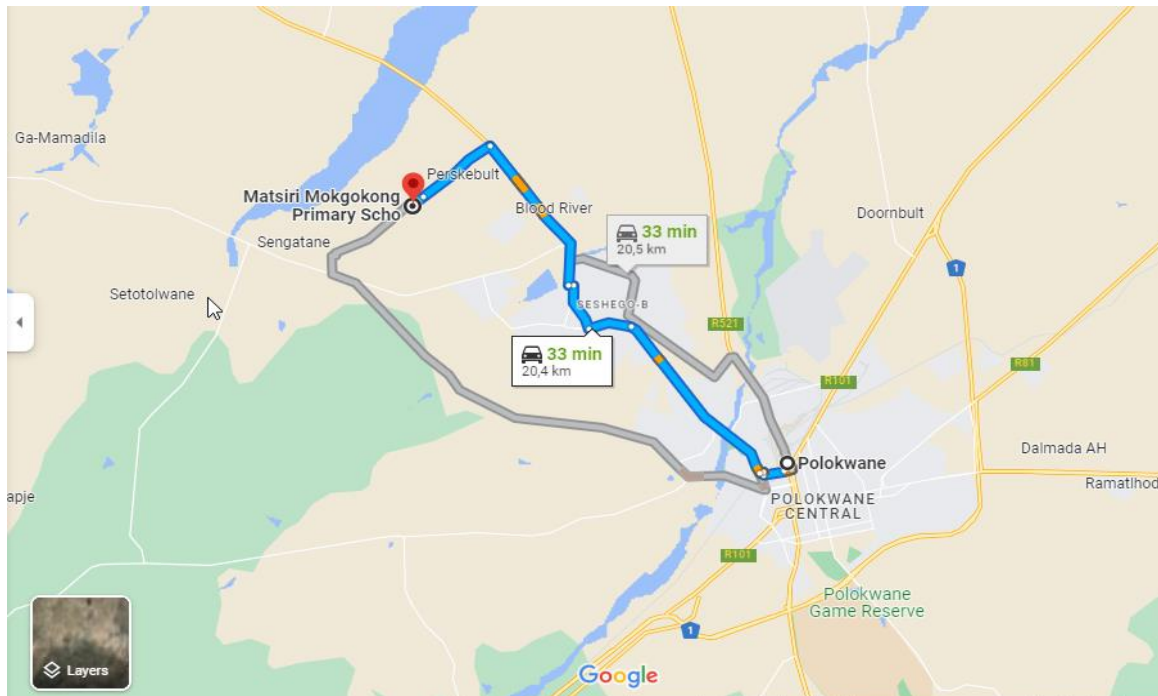 Ga-Mamadila
Perskebult
Matsiri Mokgokong
Primary Scho
Blood River
Doornbult
Sengatane
33 min
20,5 km
1
Setotolwane
SESHEGO-B
R521
33 min
20,4 km
R81
R101
Dalmada AH
Polokwane
Ramatlhod
apje
POLOKWANE
CENTRAL
R101
Polokwane
Game Reserve
1
Layers
Google